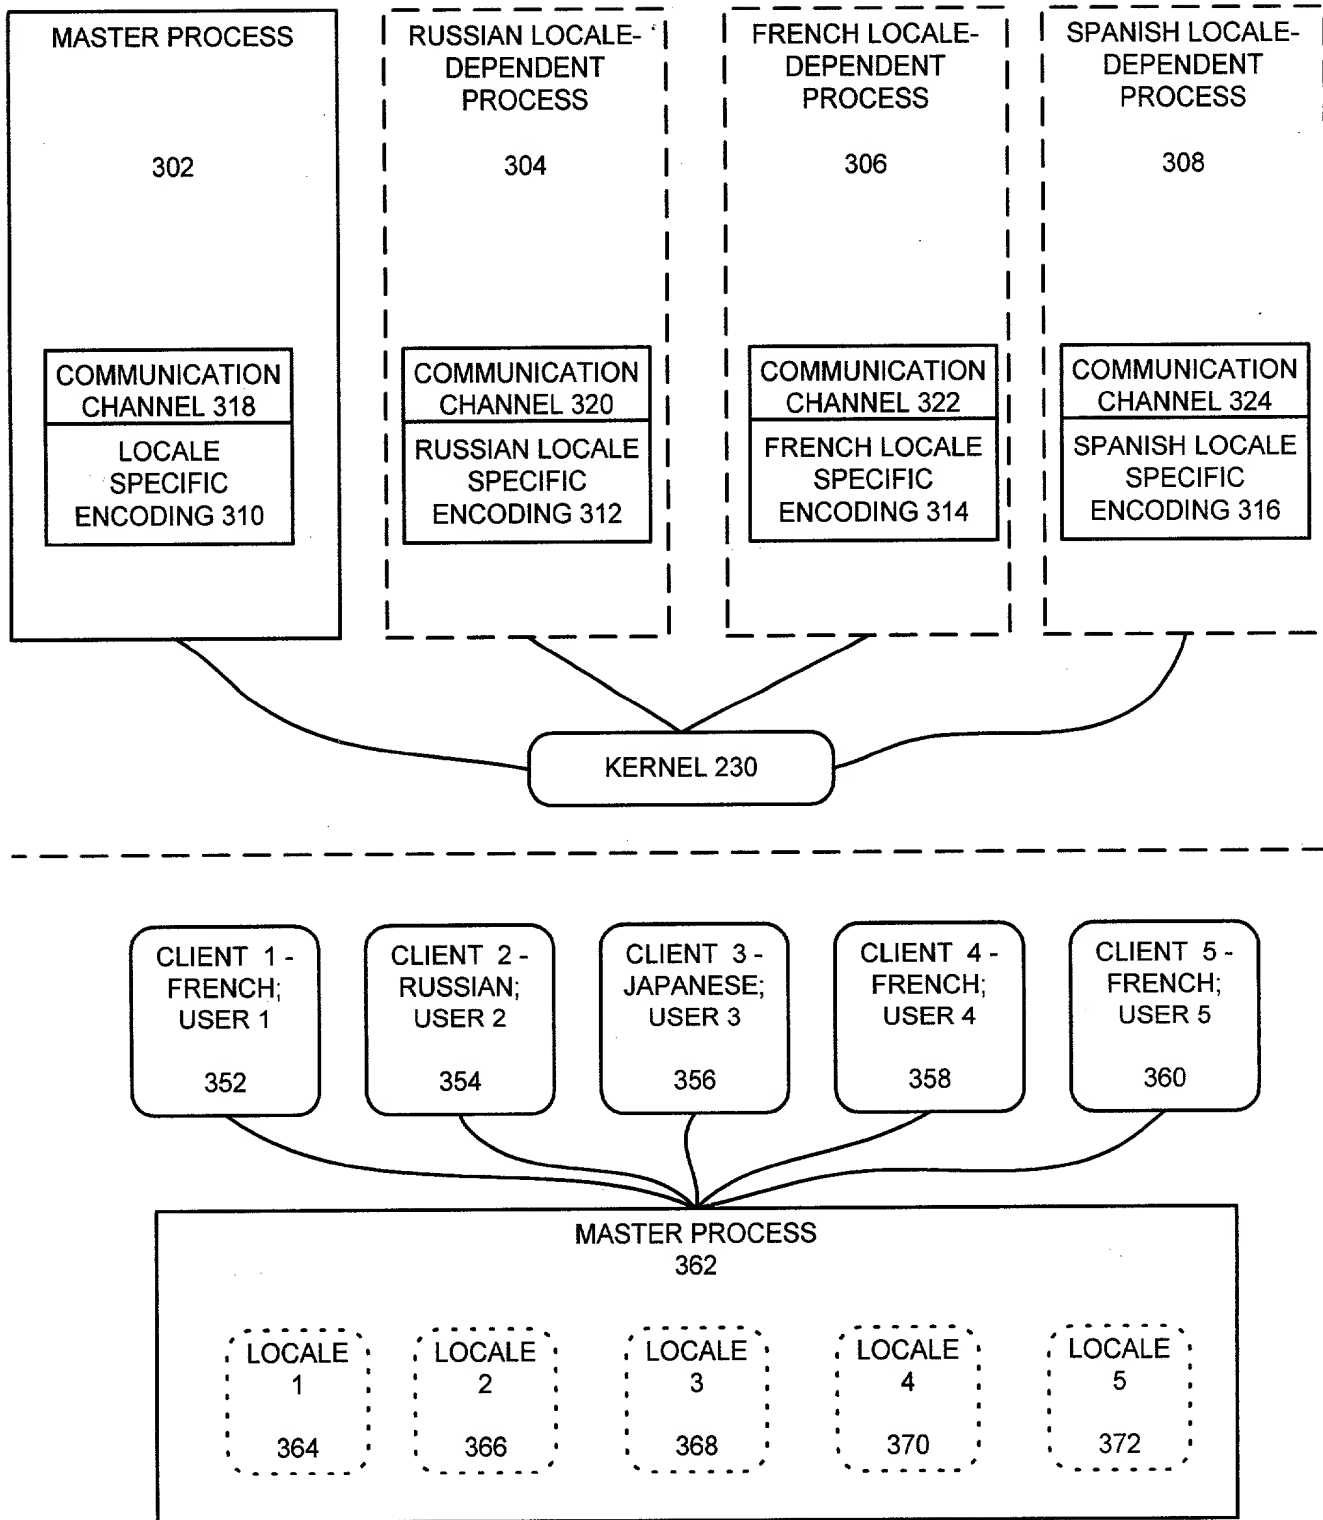 MASTER PROCESS
302
COMMUNICATION
CHANNEL 318
LOCALE
SPECIFIC
ENCODING 310
RUSSIAN LOCALE-
DEPENDENT
PROCESS
304
COMMUNICATION
CHANNEL 320
RUSSIAN LOCALE
SPECIFIC
ENCODING 312
FRENCH LOCALE-
DEPENDENT
PROCESS
306
COMMUNICATION
CHANNEL 322
FRENCH LOCALE
SPECIFIC
ENCODING 314
SPANISH LOCALE-
DEPENDENT
PROCESS
308
COMMUNICATION
CHANNEL 324
SPANISH LOCALE
SPECIFIC
ENCODING 316
KERNEL 230
CLIENT 1 -
FRENCH;
USER 1
352
CLIENT 2 -
RUSSIAN;
USER 2
354
CLIENT 3 -
JAPANESE;
USER 3
356
CLIENT 4 -
FRENCH;
USER 4
358
CLIENT 5 -
FRENCH;
USER 5
360
MASTER PROCESS
362
LOCALE
1
364
LOCALE
2
366
LOCALE
3
368
LOCALE
4
370
LOCALE
5
372